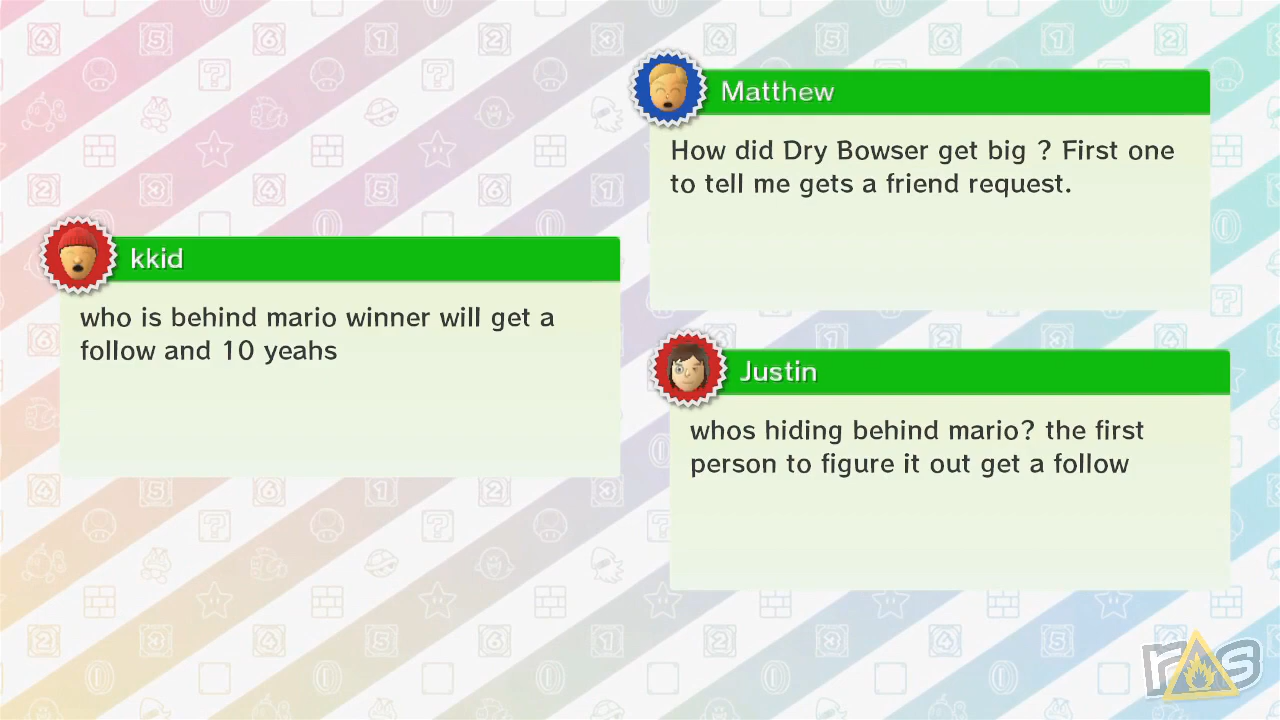 Matthew
How did Dry Bowser get big ? First one
to tell me gets a friend request.
kkid
who is behind mario winner will get a
follow and 10 yeahs
Justin
whos hiding behind mario? the first
person to figure it out get a follow
ras